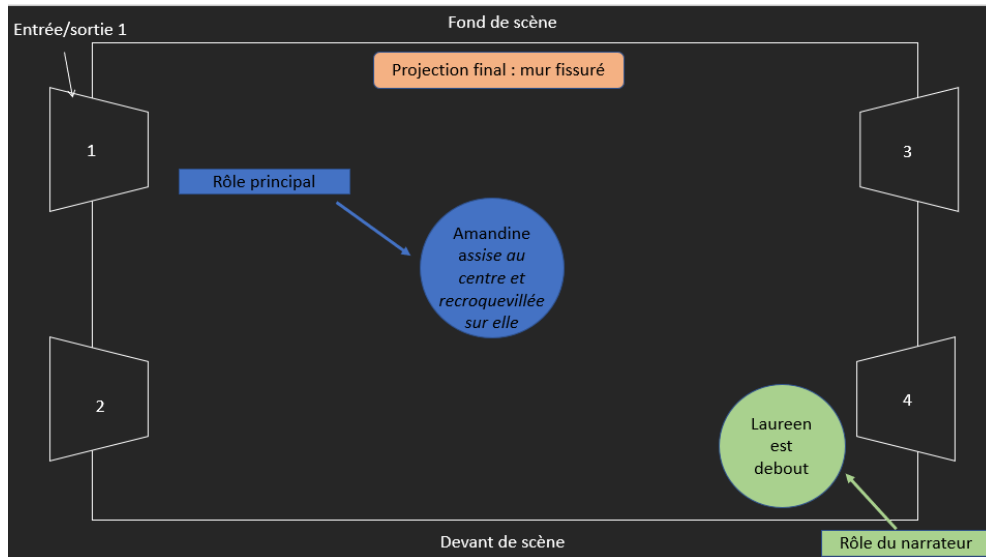 Fond de scène
Entrée/sortie 1
Projection final : mur fissuré
1
3
Rôle principal
Amandine
assise au
centre et
recroquevillée
sur elle
2
4
Laureen
est
debout
Devant de scène
Rôle du narrateur